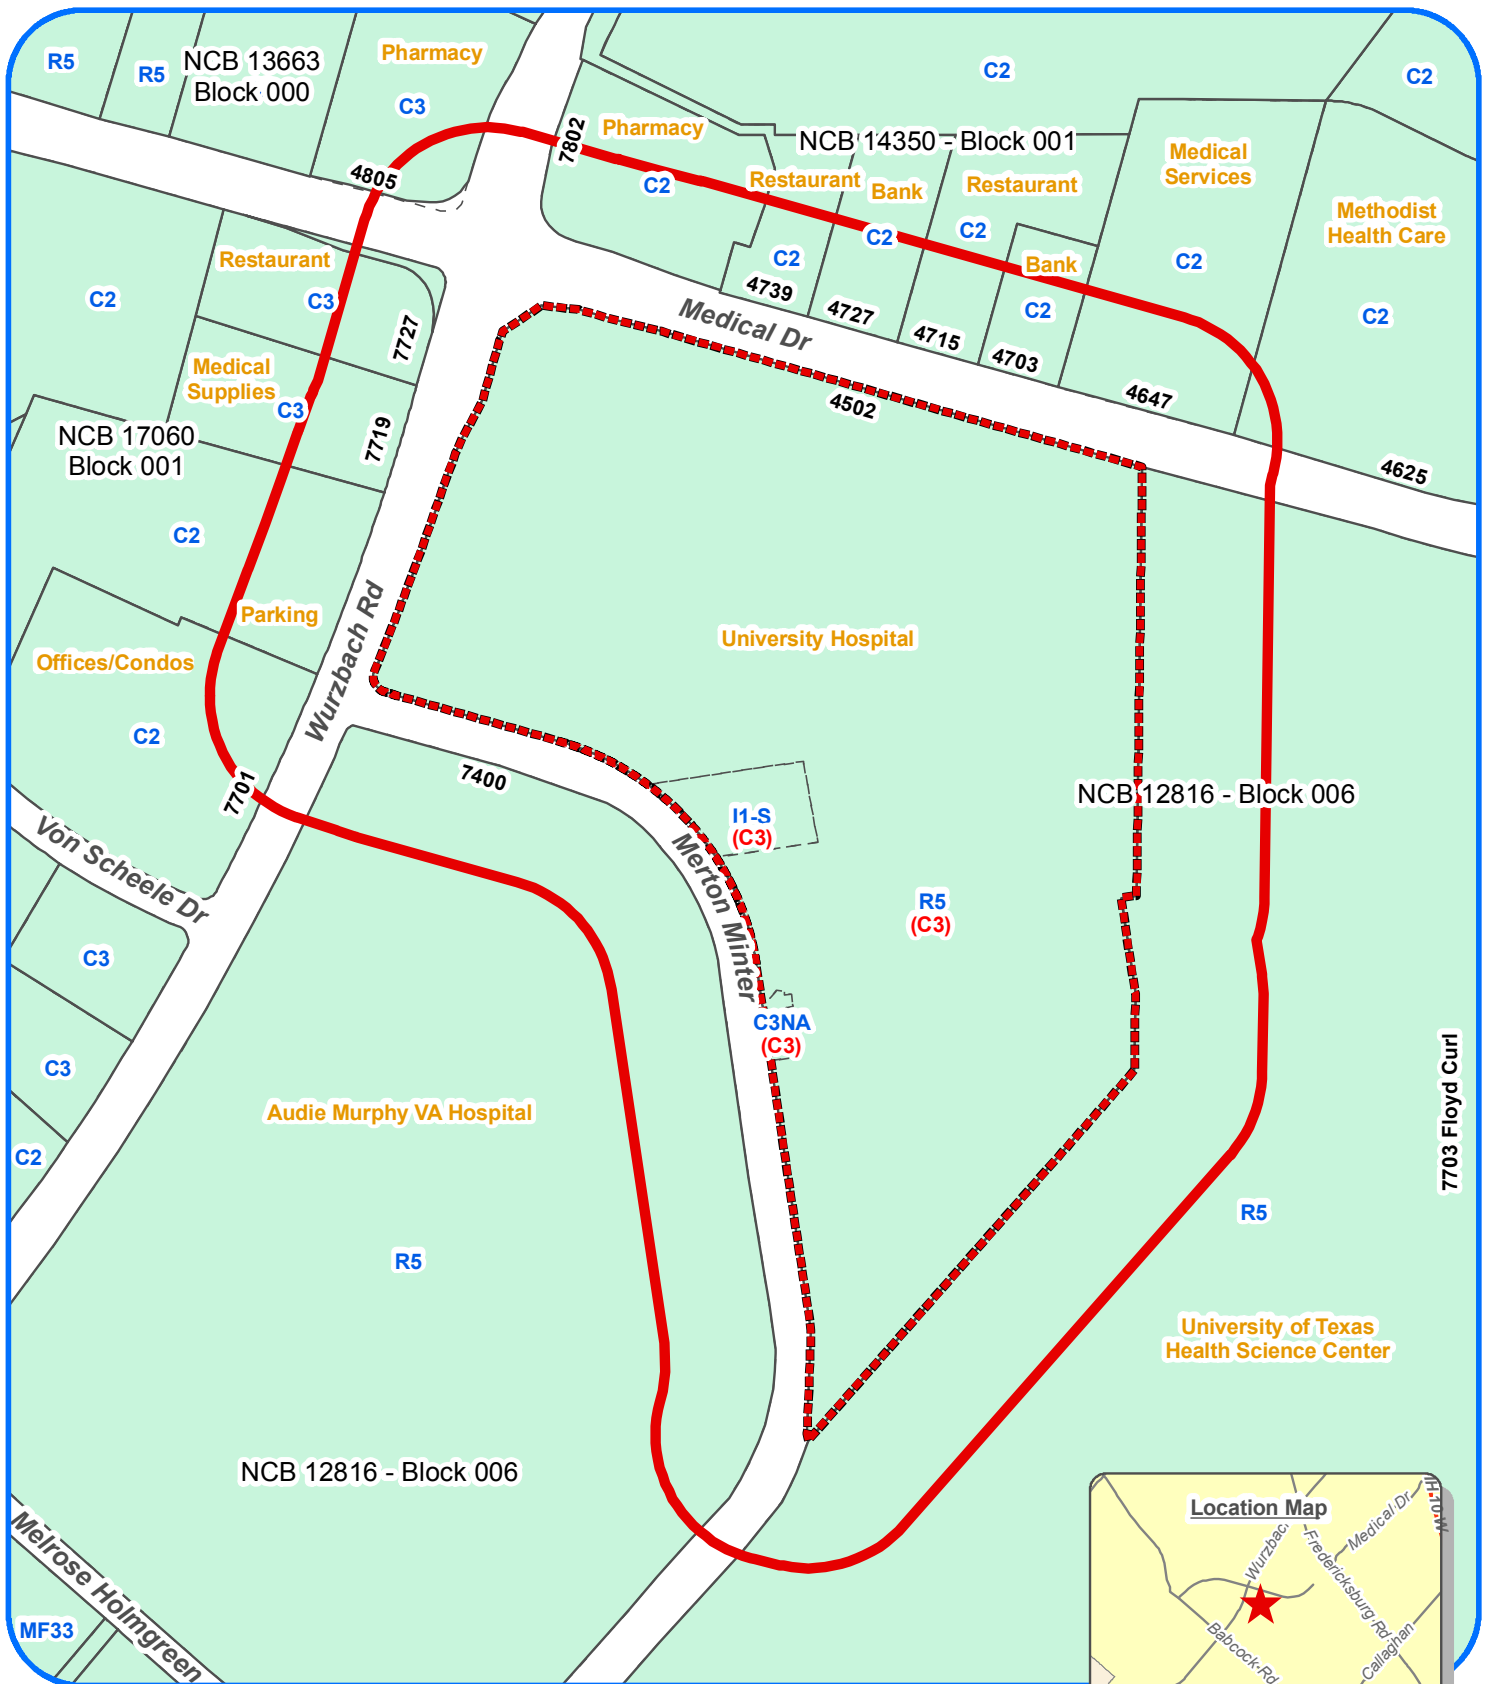 R5
R5
NCB 13663
Block 000
Pharmacy
C3
C2
C2
4805
7802
Pharmacy
C2
NCB 14350 - Block 001
Restaurant
Bank
Restaurant
Medical
Services
Methodist
Health Care
C2
C2
C2
C2
C2
C2
Bank
C2
4739
4727
4715
4703
4647
4625
Medical Dr
4502
Restaurant
C3
7727
C2
Medical
Supplies
C3
7719
NCB 17060
Block 001
C2
Parking
Offices/Condos
C2
Wurzbach Rd
7701
7400
Von Scheele Dr
University Hospital
I1-S
(C3)
NCB 12816 - Block 006
Merton Minter
R5
(C3)
C3NA
(C3)
C3
C3
C2
Audie Murphy VA Hospital
R5
7703 Floyd Curl
R5
University of Texas
Health Science Center
NCB 12816 - Block 006
Melrose Holmgreen
MF33
Location Map
IH 10 W
Wurzbach
Medical Dr
Fredericksburg Rd
Babcock Rd
Callaghan